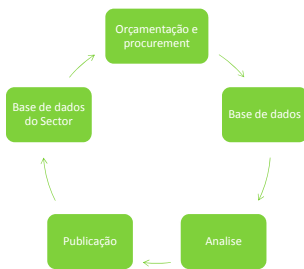 Orçamentação e
procurement
Base de dados
do Sector
Base de dados
Publicação
Analise